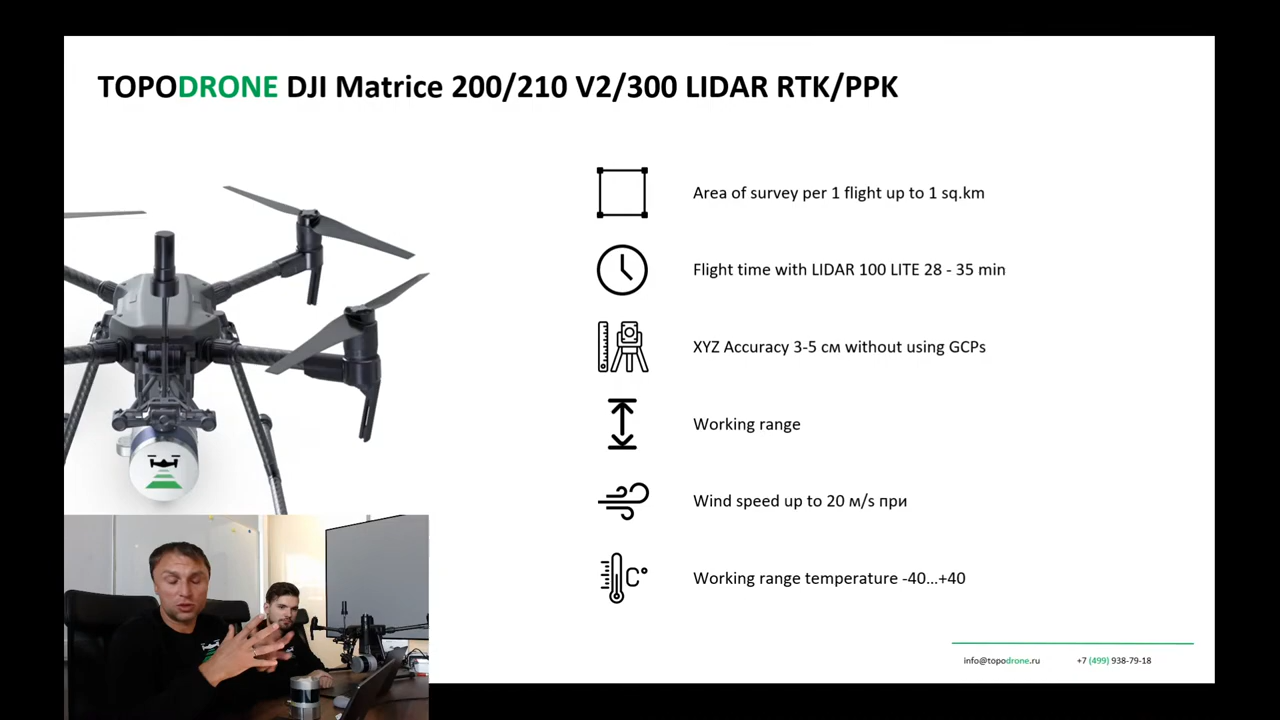 TOPODRONE DJI Matrice 200/210 V2/300 LIDAR RTK/PPK
Area of survey per 1 flight up to 1 sq.km
Flight time with LIDAR 100 LITE 28 - 35 min
XYZ Accuracy 3-5 см without using GCPs
Working range
Wind speed up to 20 м/s при
C°
Working range temperature -40...+40
info@topodrone.ru +7 (499) 938-79-18